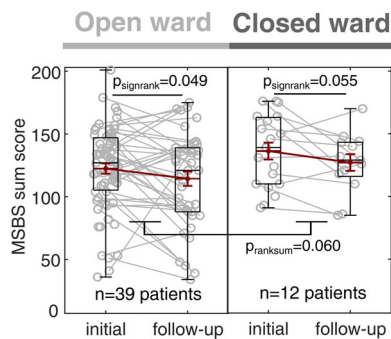 Open ward Closed ward
MSBS sum score
200
150
100
50
0
p_signrank=0.049
p_signrank=0.055
p_ranksum=0.060
n=39 patients
n=12 patients
initial follow-up initial follow-up